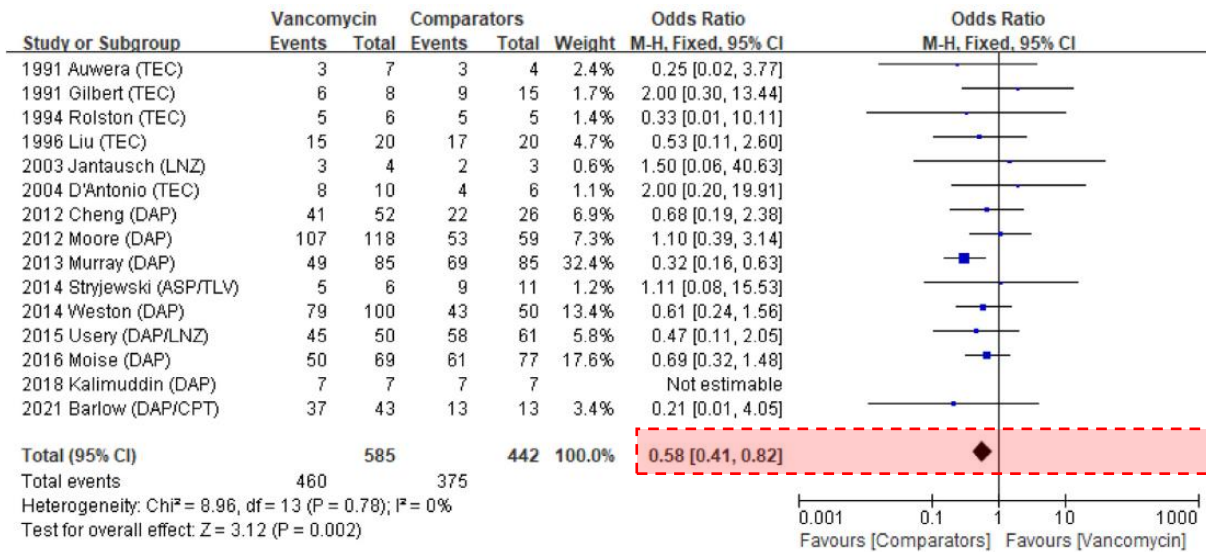 Vancomycin Comparators Odds Ratio Odds Ratio
Study or Subgroup Events Total Events Total Weight M-H, Fixed, 95% CI M-H, Fixed, 95% CI
1991 Auwera (TEC) 3 7 3 4 2.4% 0.25 [0.02, 3.77]
1991 Gilbert (TEC) 6 8 9 15 1.7% 2.00 [0.30, 13.44]
1994 Rolston (TEC) 5 6 5 5 1.4% 0.33 [0.01, 10.11]
1996 Liu (TEC) 15 20 17 20 4.7% 0.53 [0.11, 2.60]
2003 Jantausch (LNZ) 3 4 2 3 0.6% 1.50 [0.06, 40.63]
2004 D'Antonio (TEC) 8 10 4 6 1.1% 2.00 [0.20, 19.91]
2012 Cheng (DAP) 41 52 22 26 6.9% 0.68 [0.19, 2.38]
2012 Moore (DAP) 107 118 53 59 7.3% 1.10 [0.39, 3.14]
2013 Murray (DAP) 49 85 69 85 32.4% 0.32 [0.16, 0.63]
2014 Stryjewski (ASP/TLV) 5 6 9 11 1.2% 1.11 [0.08, 15.53]
2014 Weston (DAP) 79 100 43 50 13.4% 0.61 [0.24, 1.56]
2015 Usery (DAP/LNZ) 45 50 58 61 5.8% 0.47 [0.11, 2.05]
2016 Moise (DAP) 50 69 61 77 17.6% 0.69 [0.32, 1.48]
2018 Kalimuddin (DAP) 7 7 7 7 Not estimable
2021 Barlow (DAP/CPT) 37 43 13 13 3.4% 0.21 [0.01, 4.05]
Total (95% CI) 585 442 100.0% 0.58 [0.41, 0.82]
Total events 460 375
Heterogeneity: Chi² = 8.96, df = 13 (P = 0.78); I² = 0%
Test for overall effect: Z = 3.12 (P = 0.002)
0.001 0.1 1 10 1000
Favours [Comparators] Favours [Vancomycin]